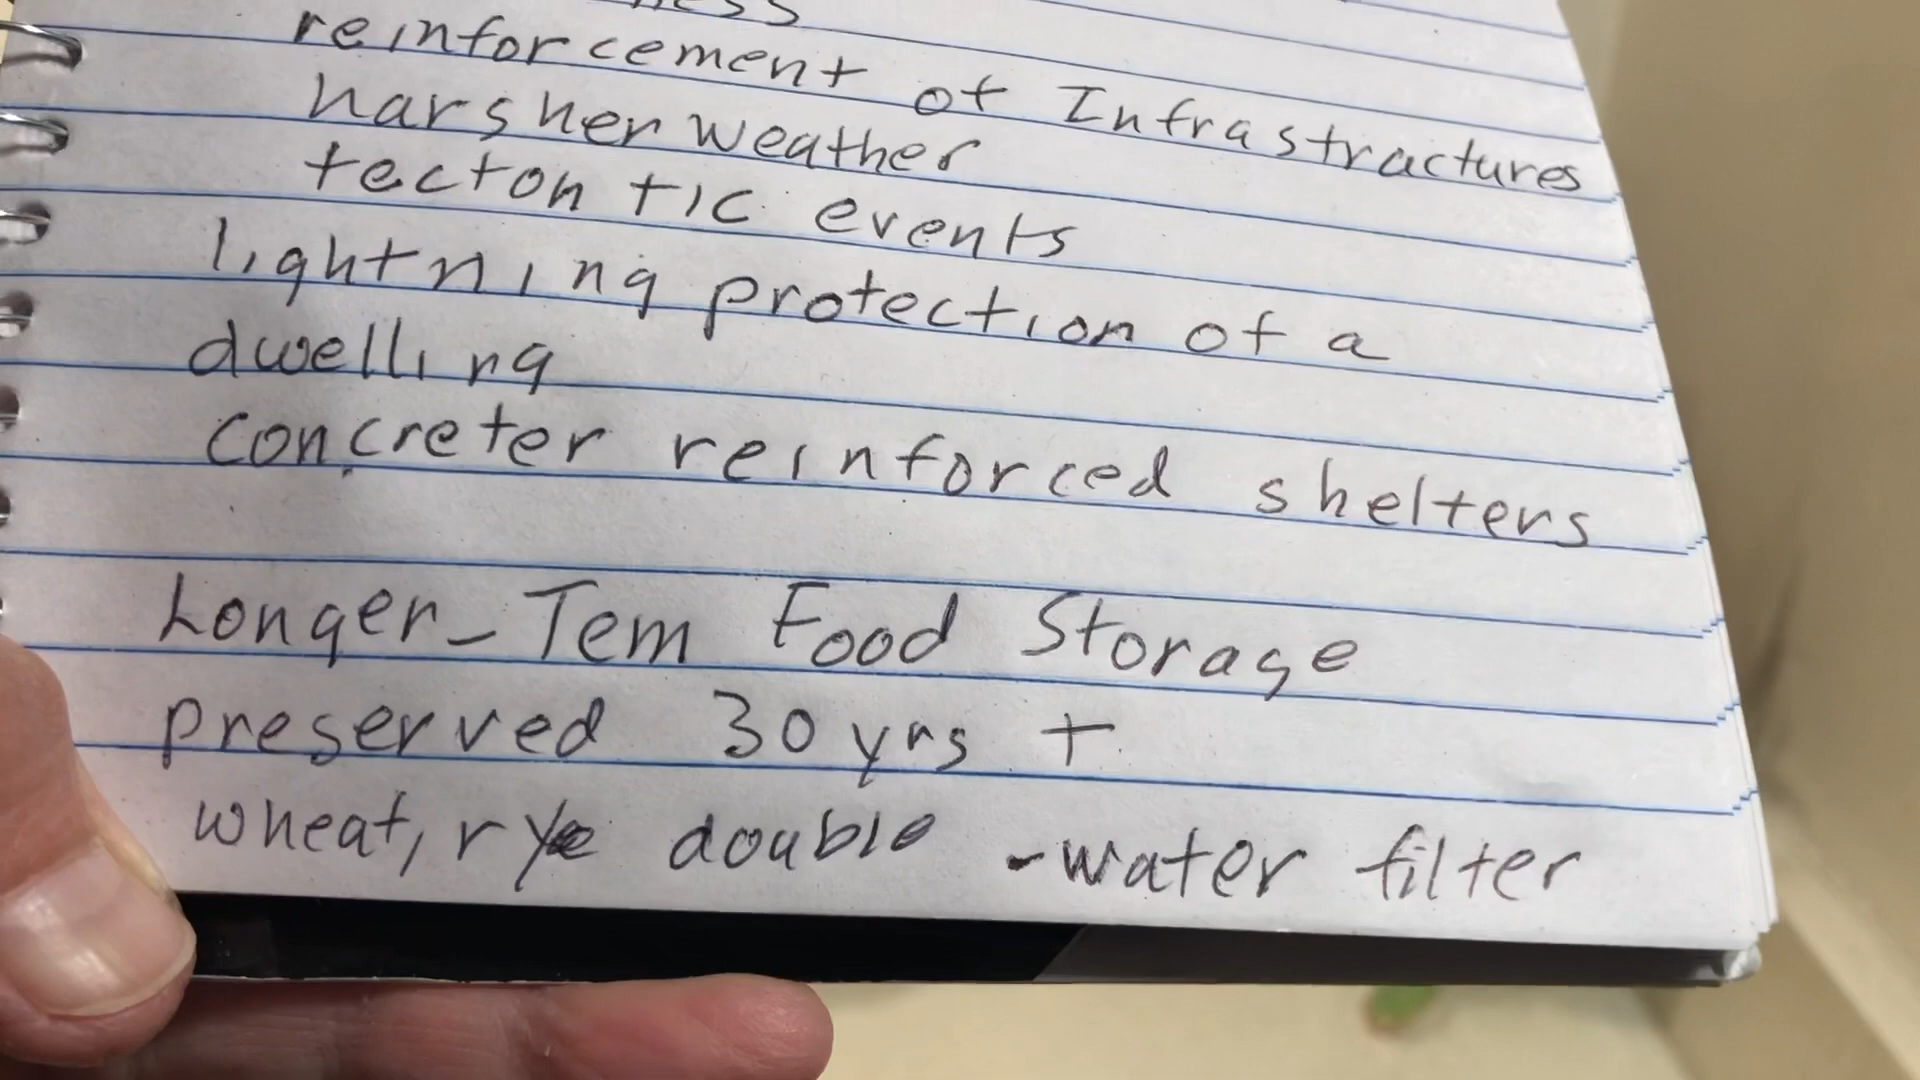 reinforcement of Infrastractures
harsher weather
tectontic events
lightning protection of a
dwelling
concreter reinforced shelters
Longer-Tem Food Storage
preserved 30 yrs +
wheat, rye double -water filter